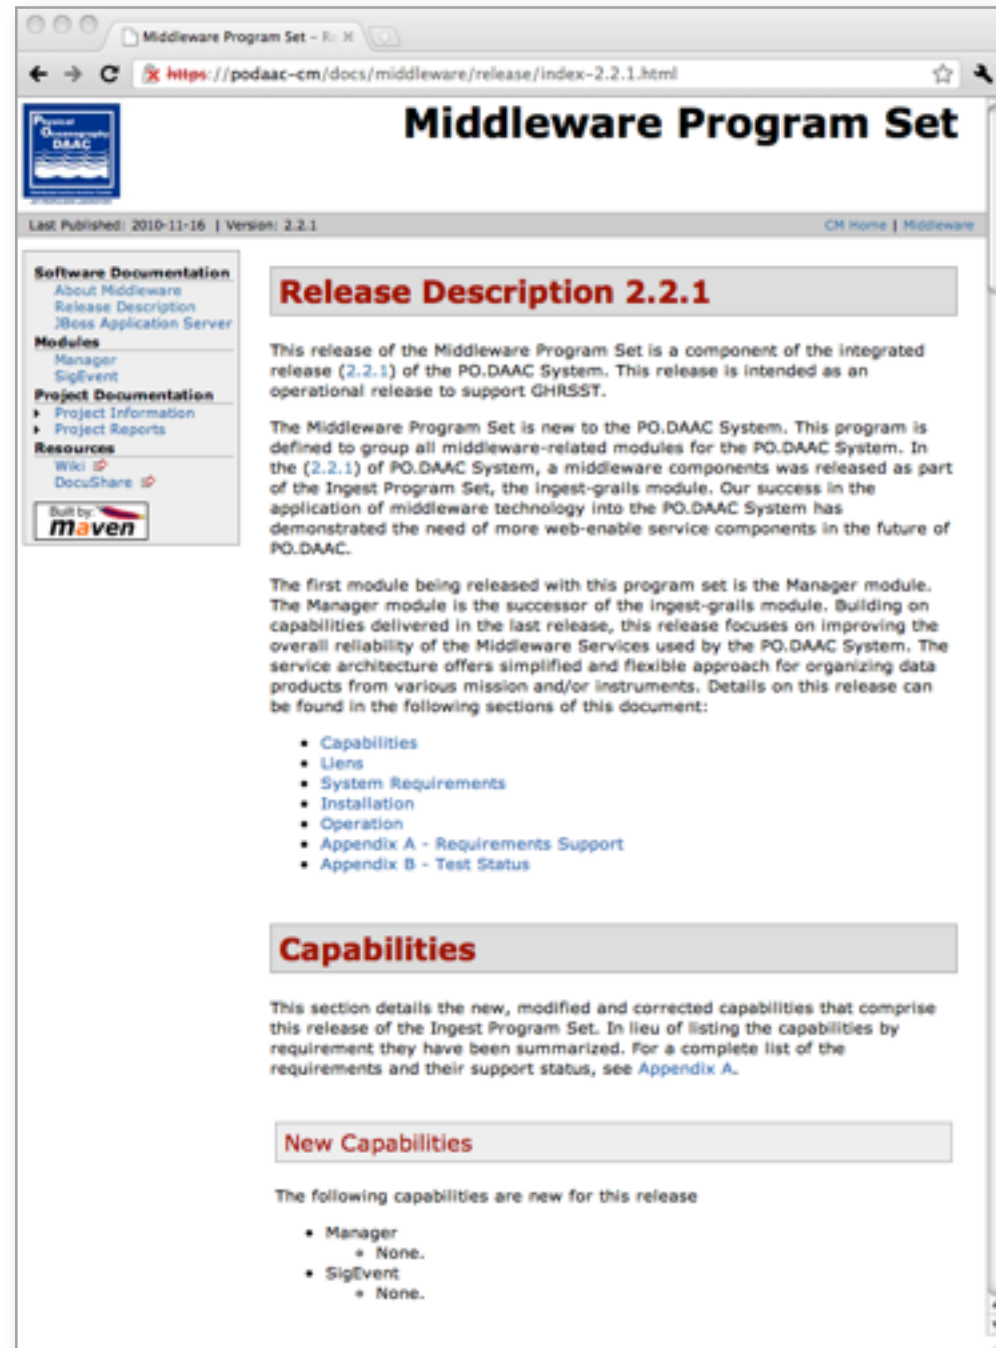 Middleware Program Set – Re
https://podaac-cm/docs/middleware/release/index-2.2.1.html
Physical
Oceanography
DAAC
Middleware Program Set
Last Published: 2010-11-16 | Version: 2.2.1
CM Home | Middleware
Software Documentation
About Middleware
Release Description
JBoss Application Server
Modules
Manager
SigEvent
Project Documentation
Project Information
Project Reports
Resources
Wiki
DocuShare
Built by:
maven
Release Description 2.2.1
This release of the Middleware Program Set is a component of the integrated
release (2.2.1) of the PO.DAAC System. This release is intended as an
operational release to support GHRSST.
The Middleware Program Set is new to the PO.DAAC System. This program is
defined to group all middleware-related modules for the PO.DAAC System. In
the (2.2.1) of PO.DAAC System, a middleware components was released as part
of the Ingest Program Set, the ingest-grails module. Our success in the
application of middleware technology into the PO.DAAC System has
demonstrated the need of more web-enable service components in the future of
PO.DAAC.
The first module being released with this program set is the Manager module.
The Manager module is the successor of the ingest-grails module. Building on
capabilities delivered in the last release, this release focuses on improving the
overall reliability of the Middleware Services used by the PO.DAAC System. The
service architecture offers simplified and flexible approach for organizing data
products from various mission and/or instruments. Details on this release can
be found in the following sections of this document:
Capabilities
Liens
System Requirements
Installation
Operation
Appendix A - Requirements Support
Appendix B - Test Status
Capabilities
This section details the new, modified and corrected capabilities that comprise
this release of the Ingest Program Set. In lieu of listing the capabilities by
requirement they have been summarized. For a complete list of the
requirements and their support status, see Appendix A.
New Capabilities
The following capabilities are new for this release
Manager
None.
SigEvent
None.